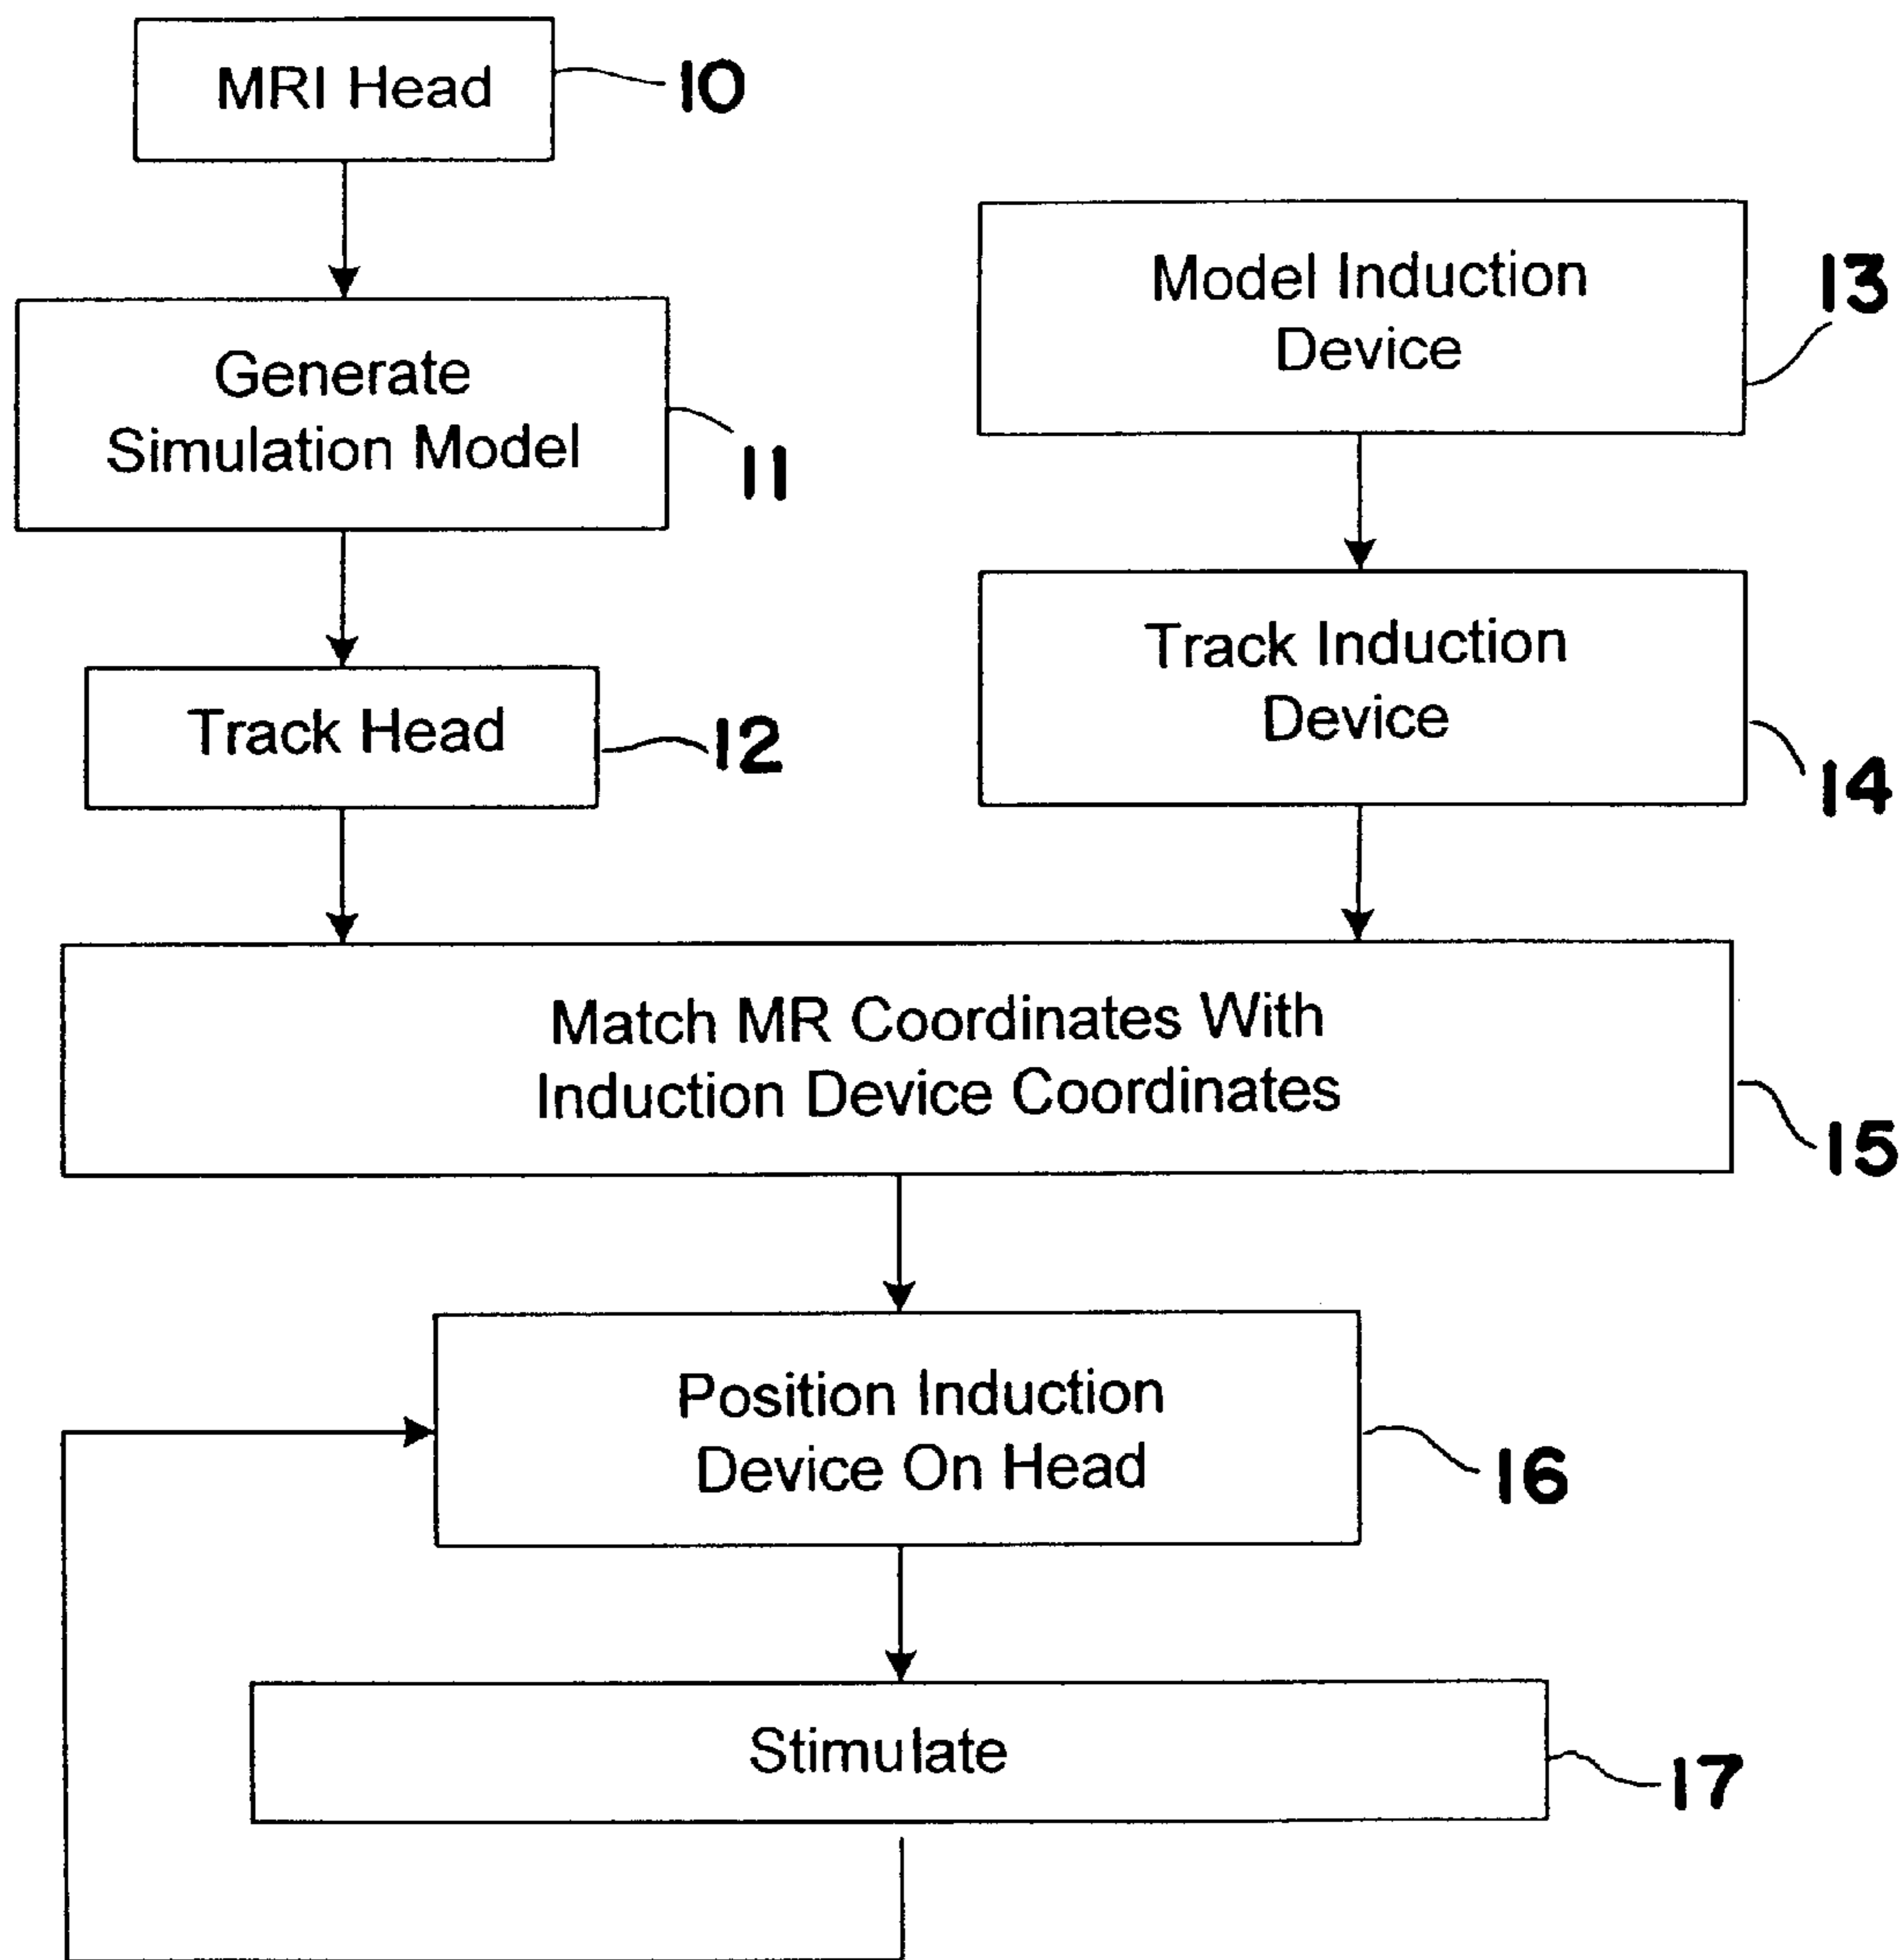 MRI Head
10
Generate
Simulation Model
11
Track Head
12
Model Induction
Device
13
Track Induction
Device
14
Match MR Coordinates With
Induction Device Coordinates
15
Position Induction
Device On Head
16
Stimulate
17